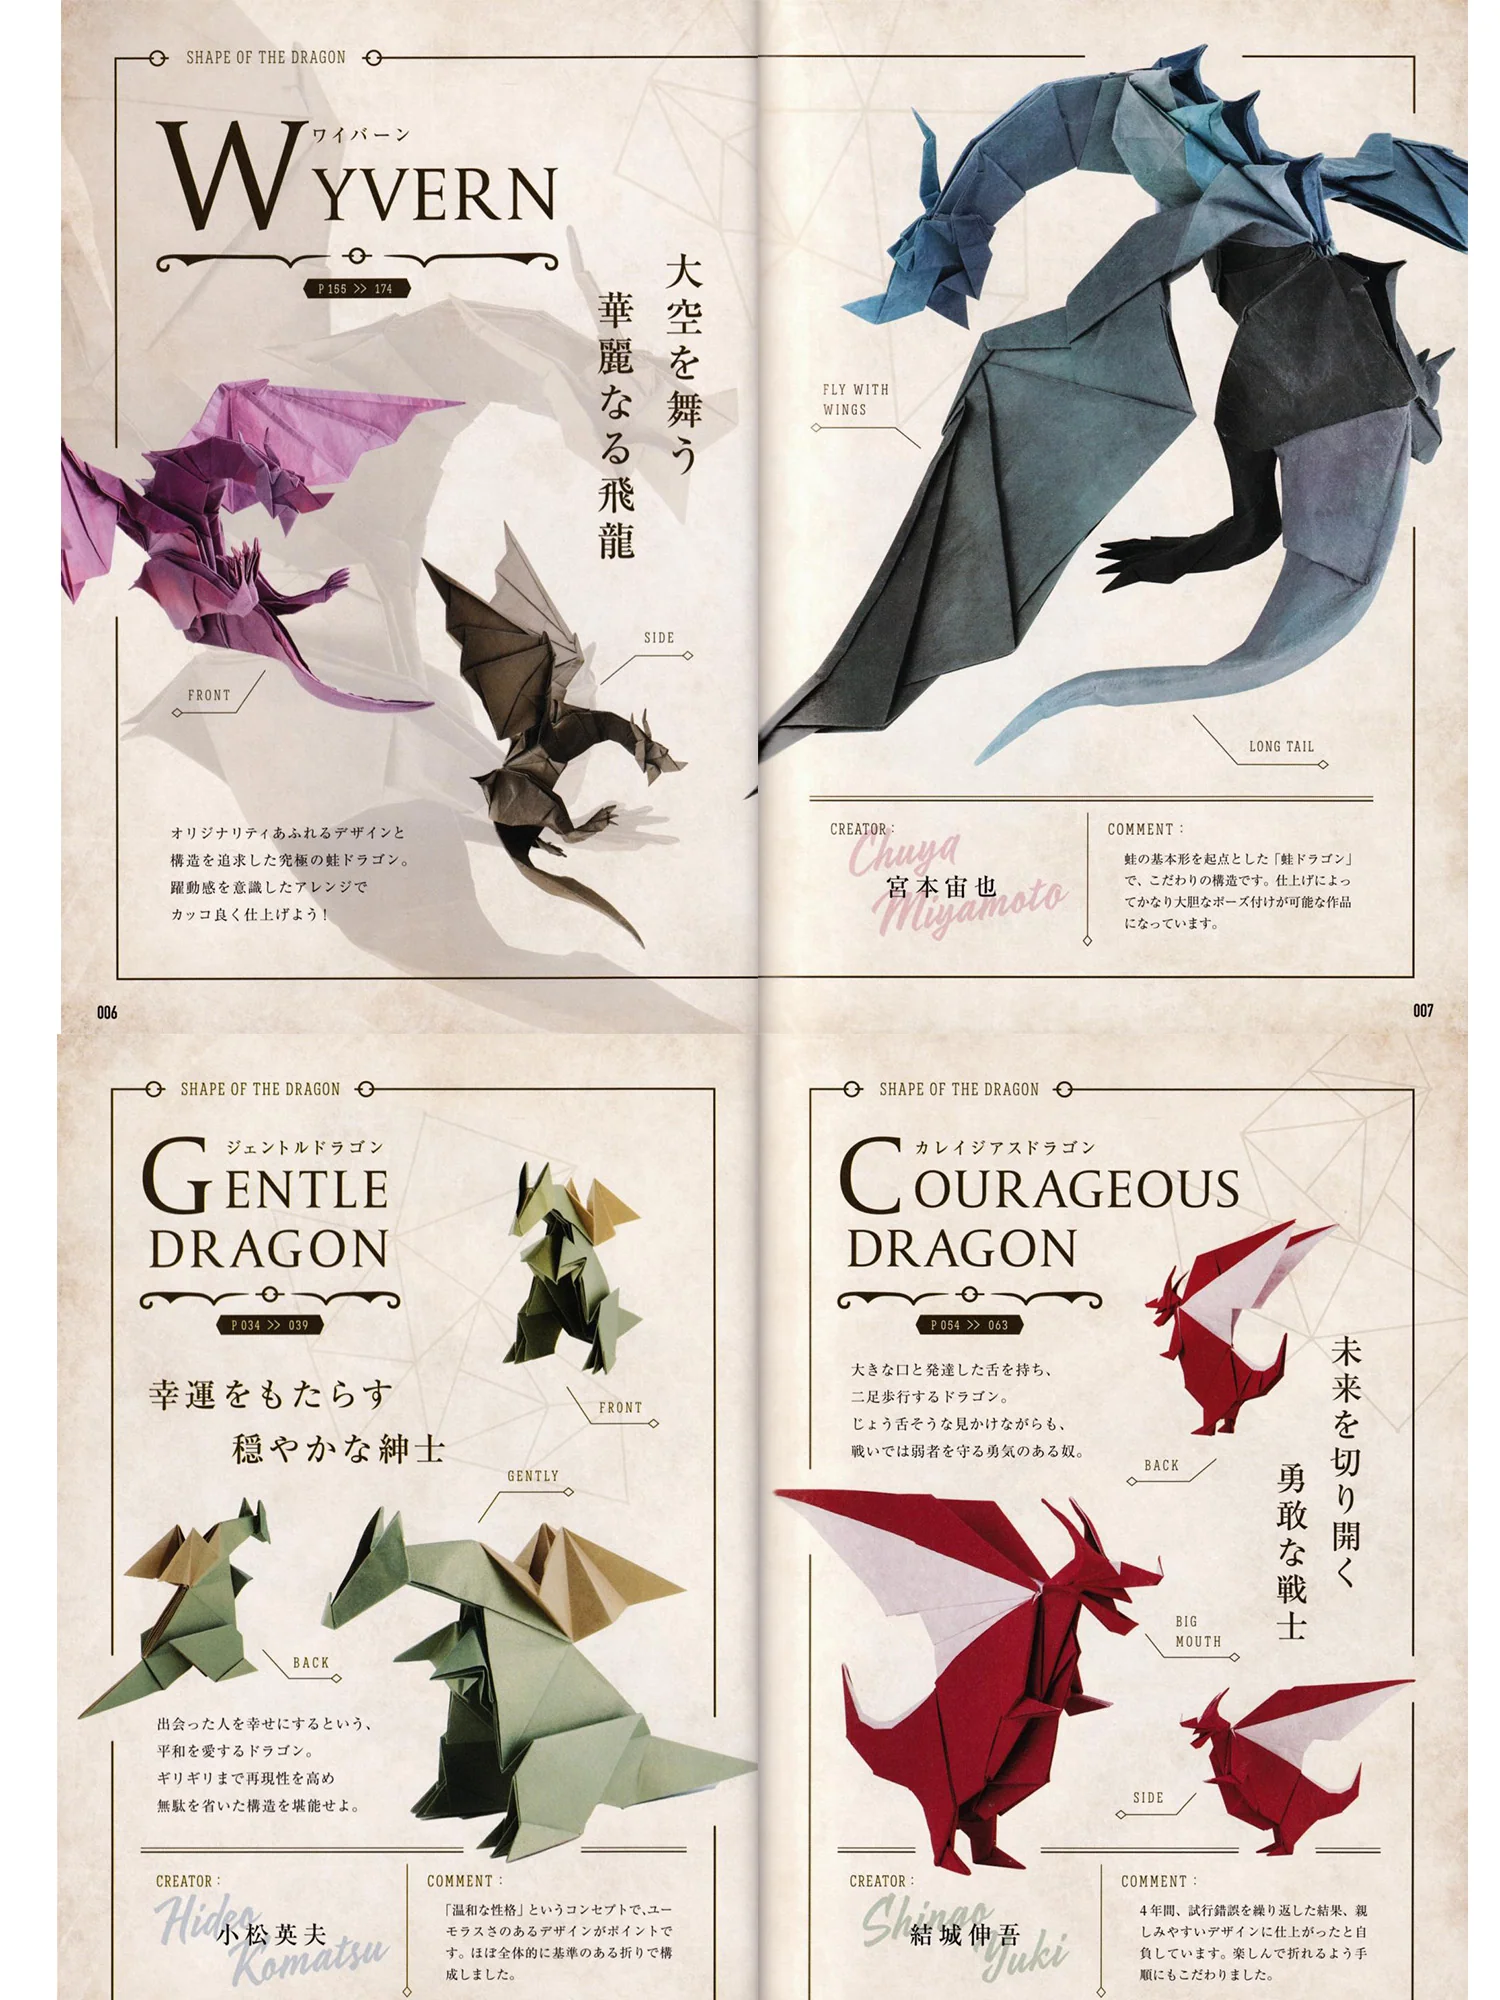 SHAPE OF THE DRAGON
ワイバーン
WYVERN
P155 >> 174
大空を舞う
華麗なる飛龍
FRONT
SIDE
オリジナリティあふれるデザインと
構造を追求した究極の蛙ドラゴン。
躍動感を意識したアレンジで
カッコ良く仕上げよう！
006
FLY WITH
WINGS
LONG TAIL
CREATOR：
Chuya
宮本宙也
Miyamoto
COMMENT：
蛙の基本形を起点とした「蛙ドラゴン」
で、こだわりの構造です。仕上げによっ
てかなり大胆なポーズ付けが可能な作品
になっています。
007
SHAPE OF THE DRAGON
ジェントルドラゴン
GENTLE
DRAGON
P034 >> 039
幸運をもたらす
穏やかな紳士
FRONT
GENTLY
BACK
出会った人を幸せにするという、
平和を愛するドラゴン。
ギリギリまで再現性を高め
無駄を省いた構造を堪能せよ。
CREATOR：
Hideo
小松英夫
Komatsu
COMMENT：
「温和な性格」というコンセプトで、ユー
モラスさのあるデザインがポイントで
す。ほぼ全体的に基準のある折りで構
成しました。
SHAPE OF THE DRAGON
カレイジアスドラゴン
COURAGEOUS
DRAGON
P054 >> 063
大きな口と発達した舌を持ち、
二足歩行するドラゴン。
じょう舌そうな見かけながらも、
戦いでは弱者を守る勇気のある奴。
未来を切り開く
勇敢な戦士
BACK
BIG
MOUTH
SIDE
CREATOR：
Shingo
結城伸吾
Yuki
COMMENT：
4年間、試行錯誤を繰り返した結果、親
しみやすいデザインに仕上がったと自
負しています。楽しんで折れるよう手
順にもこだわりました。